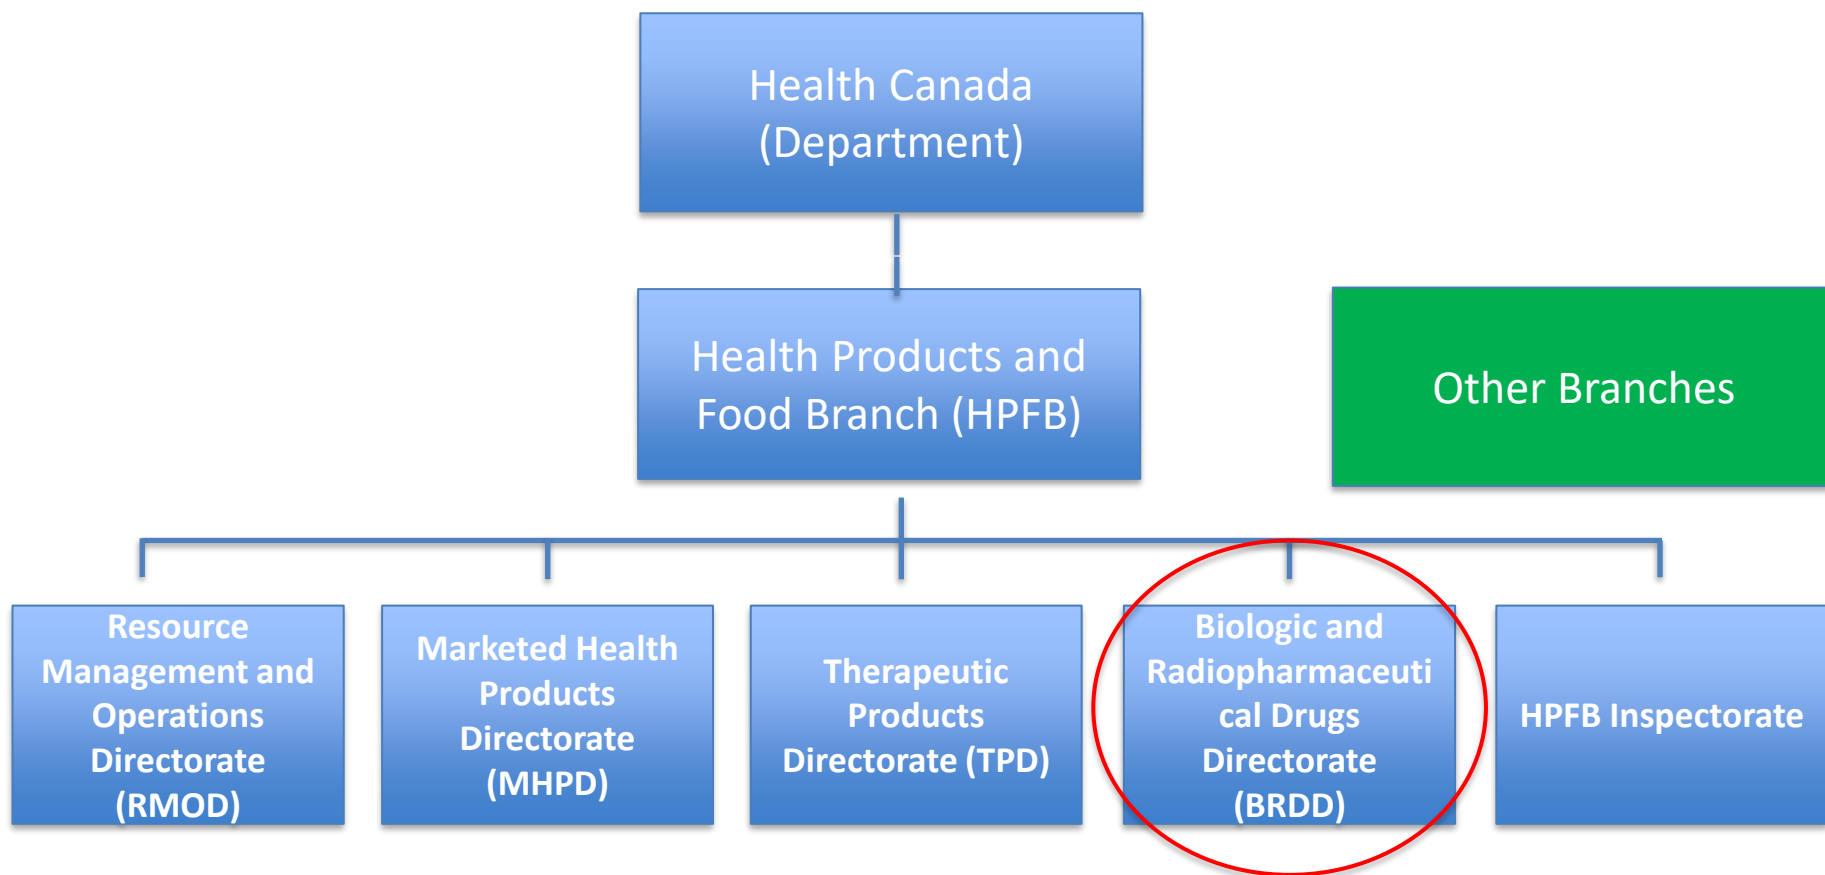 Health Canada
(Department)
Health Products and
Food Branch (HPFB)
Other Branches
Resource
Management and
Operations
Directorate
(RMOD)
Marketed Health
Products
Directorate
(MHPD)
Therapeutic
Products
Directorate (TPD)
Biologic and
Radiopharmaceuti
cal Drugs
Directorate
(BRDD)
HPFB Inspectorate